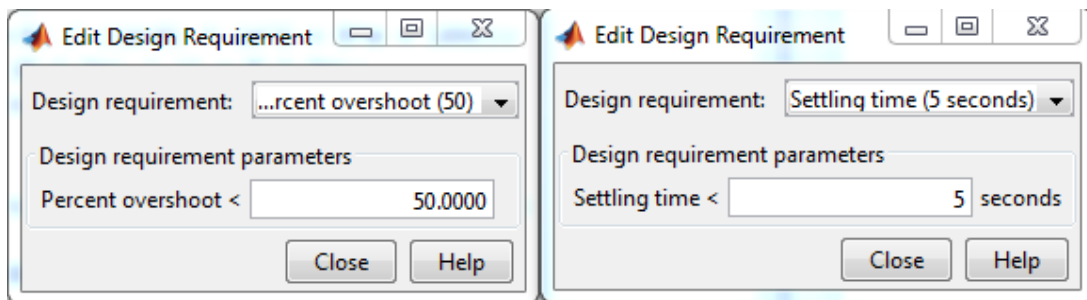 Edit Design Requirement
Design requirement: ...rcent overshoot (50)
Design requirement parameters
Percent overshoot < 50.0000
Close Help
Edit Design Requirement
Design requirement: Settling time (5 seconds)
Design requirement parameters
Settling time < 5 seconds
Close Help